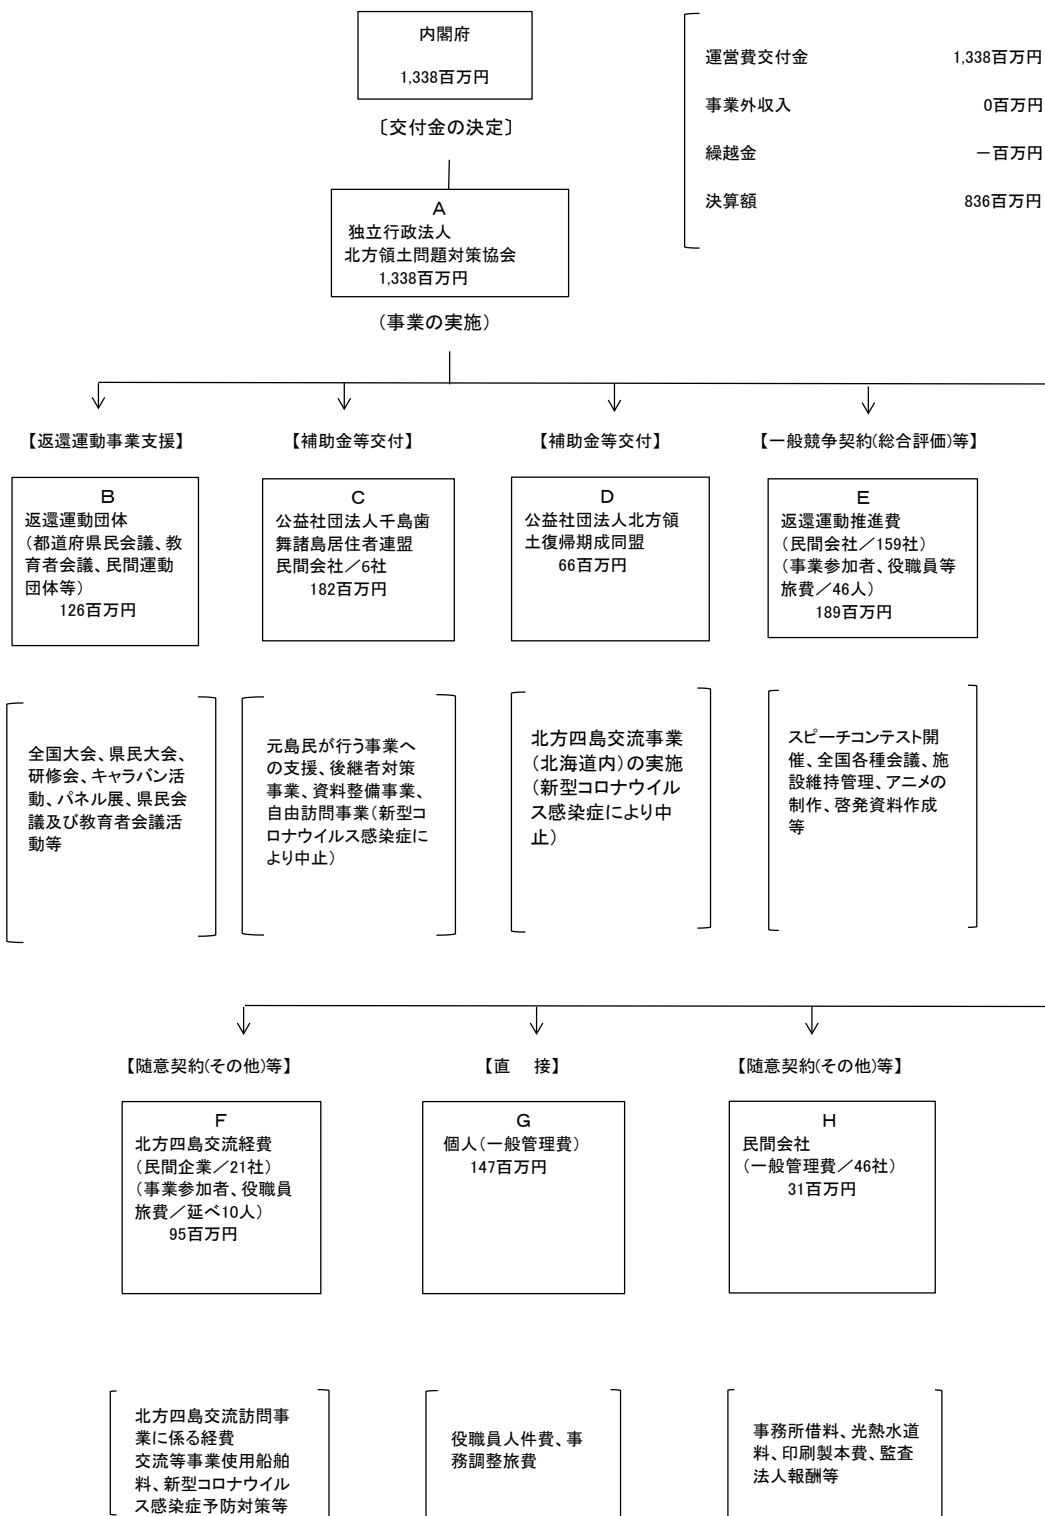 内閣府
1,338百万円
〔交付金の決定〕
運営費交付金 1,338百万円
事業外収入 0百万円
繰越金 －百万円
決算額 836百万円
A
独立行政法人
北方領土問題対策協会
1,338百万円
（事業の実施）
【返還運動事業支援】
B
返還運動団体
（都道府県民会議、教
育者会議、民間運動
団体等）
126百万円
全国大会、県民大会、
研修会、キャラバン活
動、パネル展、県民会
議及び教育者会議活
動等
【補助金等交付】
C
公益社団法人千島歯
舞諸島居住者連盟
民間会社／6社
182百万円
元島民が行う事業へ
の支援、後継者対策
事業、資料整備事業、
自由訪問事業（新型コ
ロナウイルス感染症に
より中止）
【補助金等交付】
D
公益社団法人北方領
土復帰期成同盟
66百万円
北方四島交流事業
（北海道内）の実施
（新型コロナウイル
ス感染症により中
止）
【一般競争契約(総合評価)等】
E
返還運動推進費
（民間会社／159社）
（事業参加者、役職員等
旅費／46人）
189百万円
スピーチコンテスト開
催、全国各種会議、施
設維持管理、アニメの
制作、啓発資料作成
等
【随意契約(その他)等】
F
北方四島交流経費
（民間企業／21社）
（事業参加者、役職員
旅費／延べ10人）
95百万円
北方四島交流訪問事
業に係る経費
交流等事業使用船舶
料、新型コロナウイル
ス感染症予防対策等
【直　接】
G
個人（一般管理費）
147百万円
役職員人件費、事
務調整旅費
【随意契約(その他)等】
H
民間会社
（一般管理費／46社）
31百万円
事務所借料、光熱水道
料、印刷製本費、監査
法人報酬等